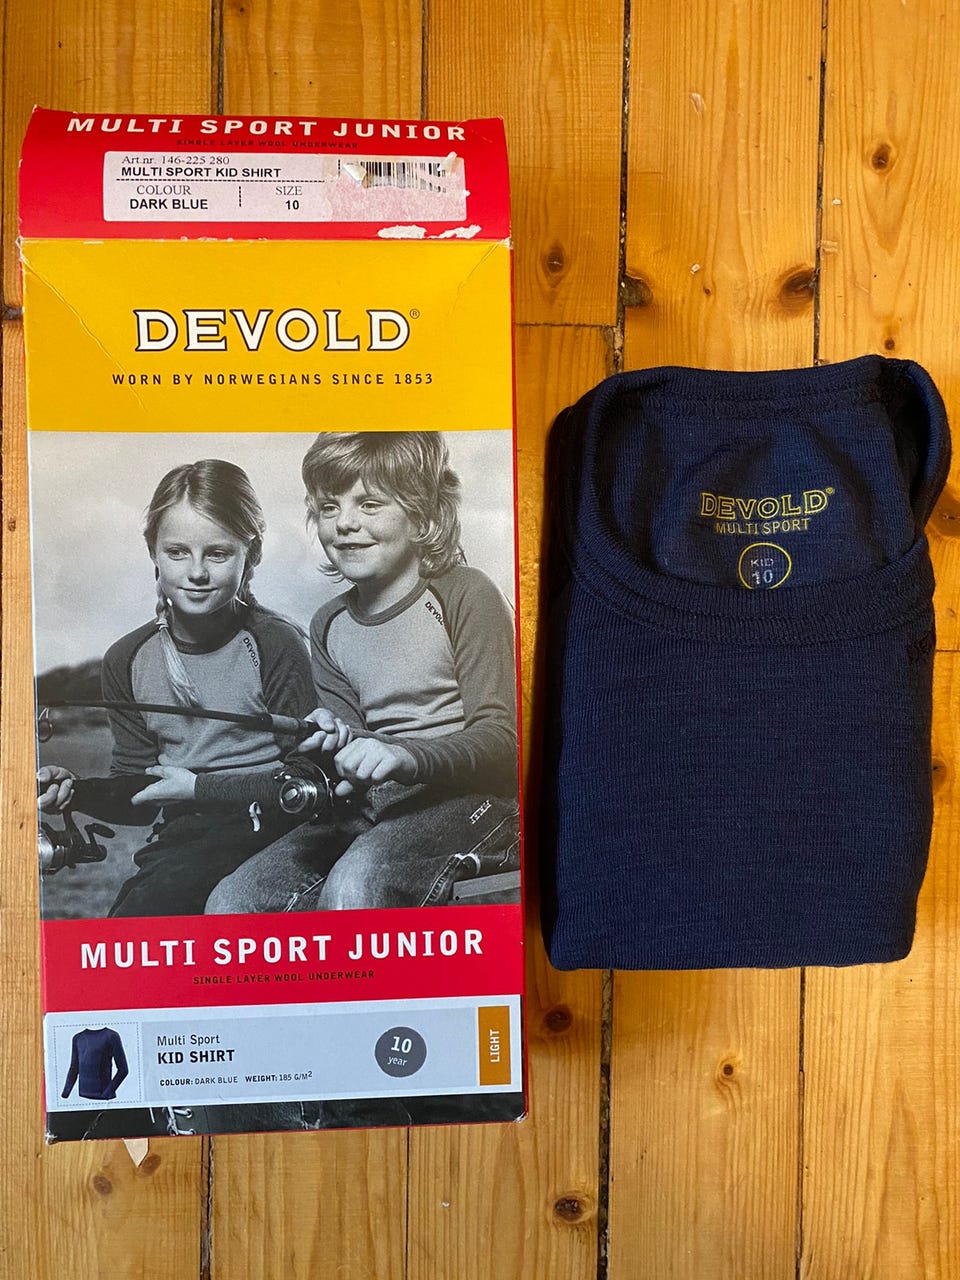 MULTI SPORT JUNIOR
SINGLE LAYER WOOL UNDERWEAR
Art.nr. 146-225 280
MULTI SPORT KID SHIRT
COLOUR SIZE
DARK BLUE 10
DEVOLD®
WORN BY NORWEGIANS SINCE 1853
DEVOLD
DEVOLD
MULTI SPORT JUNIOR
SINGLE LAYER WOOL UNDERWEAR
Multi Sport
KID SHIRT
COLOUR: DARK BLUE WEIGHT: 185 G/M²
10
year
LIGHT
DEVOLD®
MULTI SPORT
KID
10